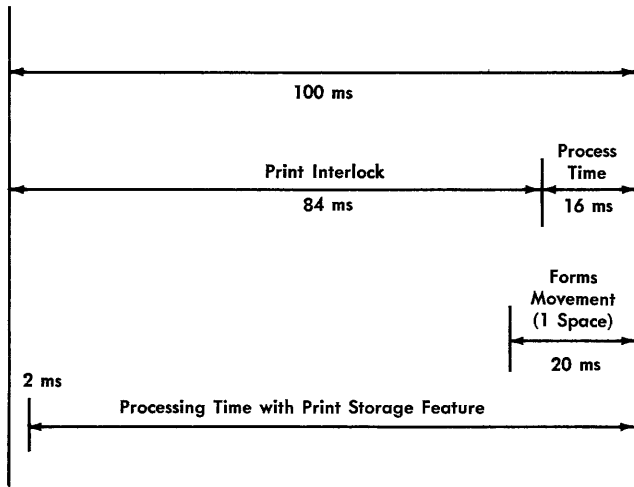 100 ms
Print Interlock
84 ms
Process
Time
16 ms
Forms
Movement
(1 Space)
20 ms
2 ms
Processing Time with Print Storage Feature